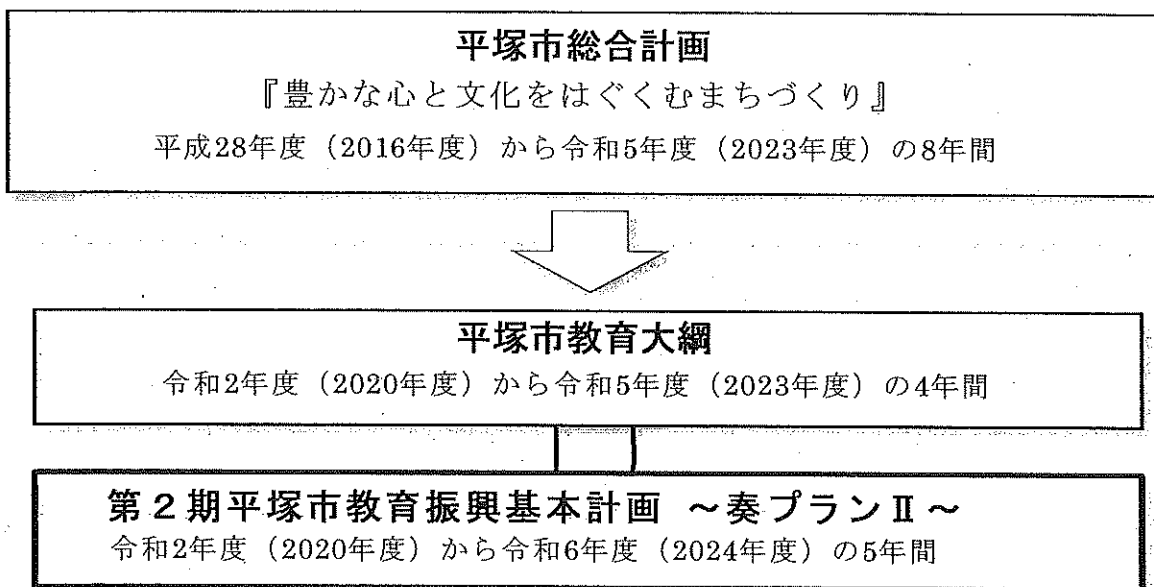 平塚市総合計画
『豊かな心と文化をはぐくむまちづくり』
平成28年度（2016年度）から令和5年度（2023年度）の8年間
平塚市教育大綱
令和2年度（2020年度）から令和5年度（2023年度）の4年間
第２期平塚市教育振興基本計画 ～奏プランⅡ～
令和2年度（2020年度）から令和6年度（2024年度）の5年間